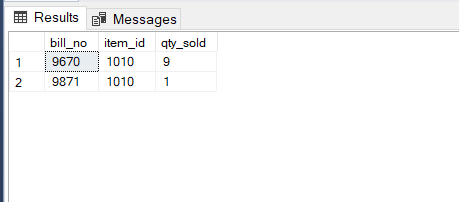 Results Messages
bill_no item_id qty_sold
1 9670 1010 9
2 9871 1010 1